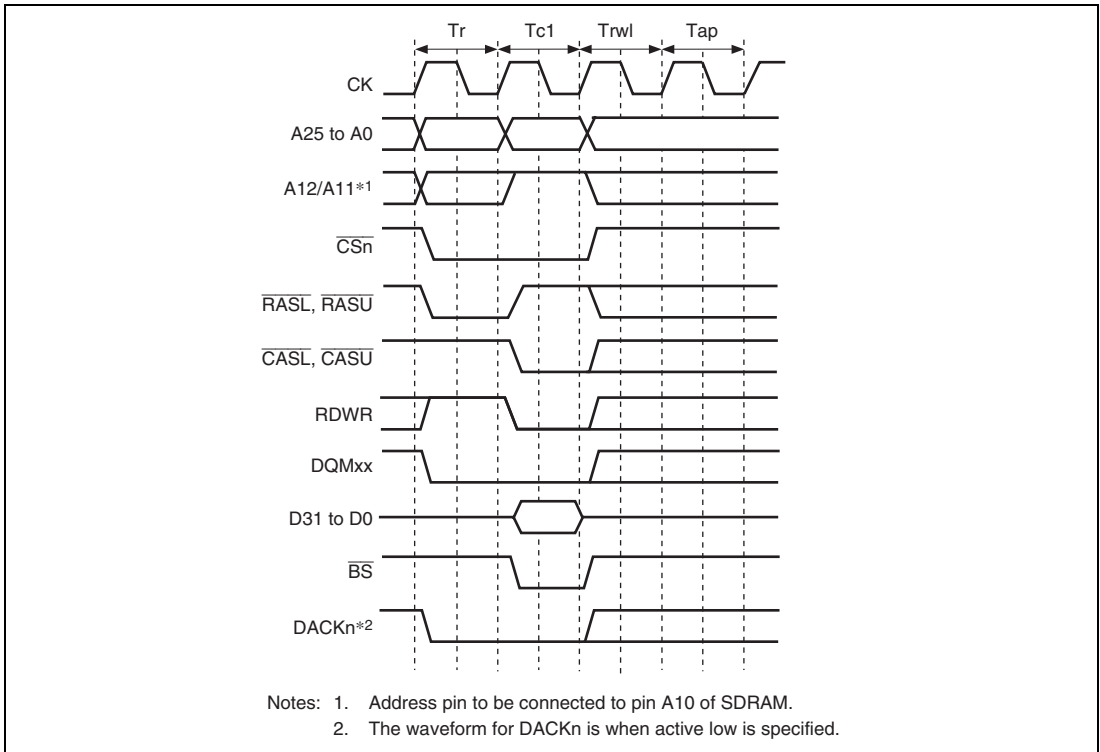 Tr Tc1 Trwl Tap
CK
A25 to A0
A12/A11*1
CSn
RASL, RASU
CASL, CASU
RDWR
DQMxx
D31 to D0
BS
DACKn*2
Notes: 1. Address pin to be connected to pin A10 of SDRAM.
2. The waveform for DACKn is when active low is specified.